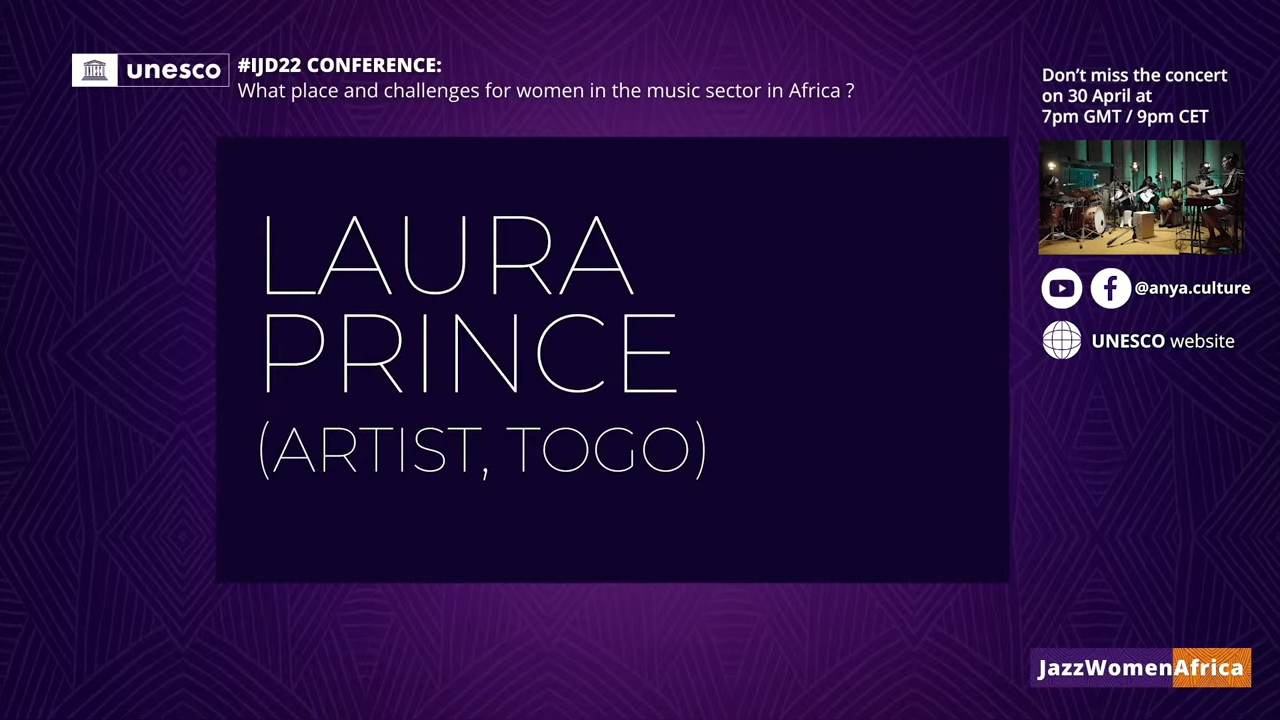 unesco
#IJD22 CONFERENCE:
What place and challenges for women in the music sector in Africa ?
Don’t miss the concert
on 30 April at
7pm GMT / 9pm CET
LAURA
PRINCE
(ARTIST, TOGO)
@anya.culture
UNESCO website
JazzWomenAfrica